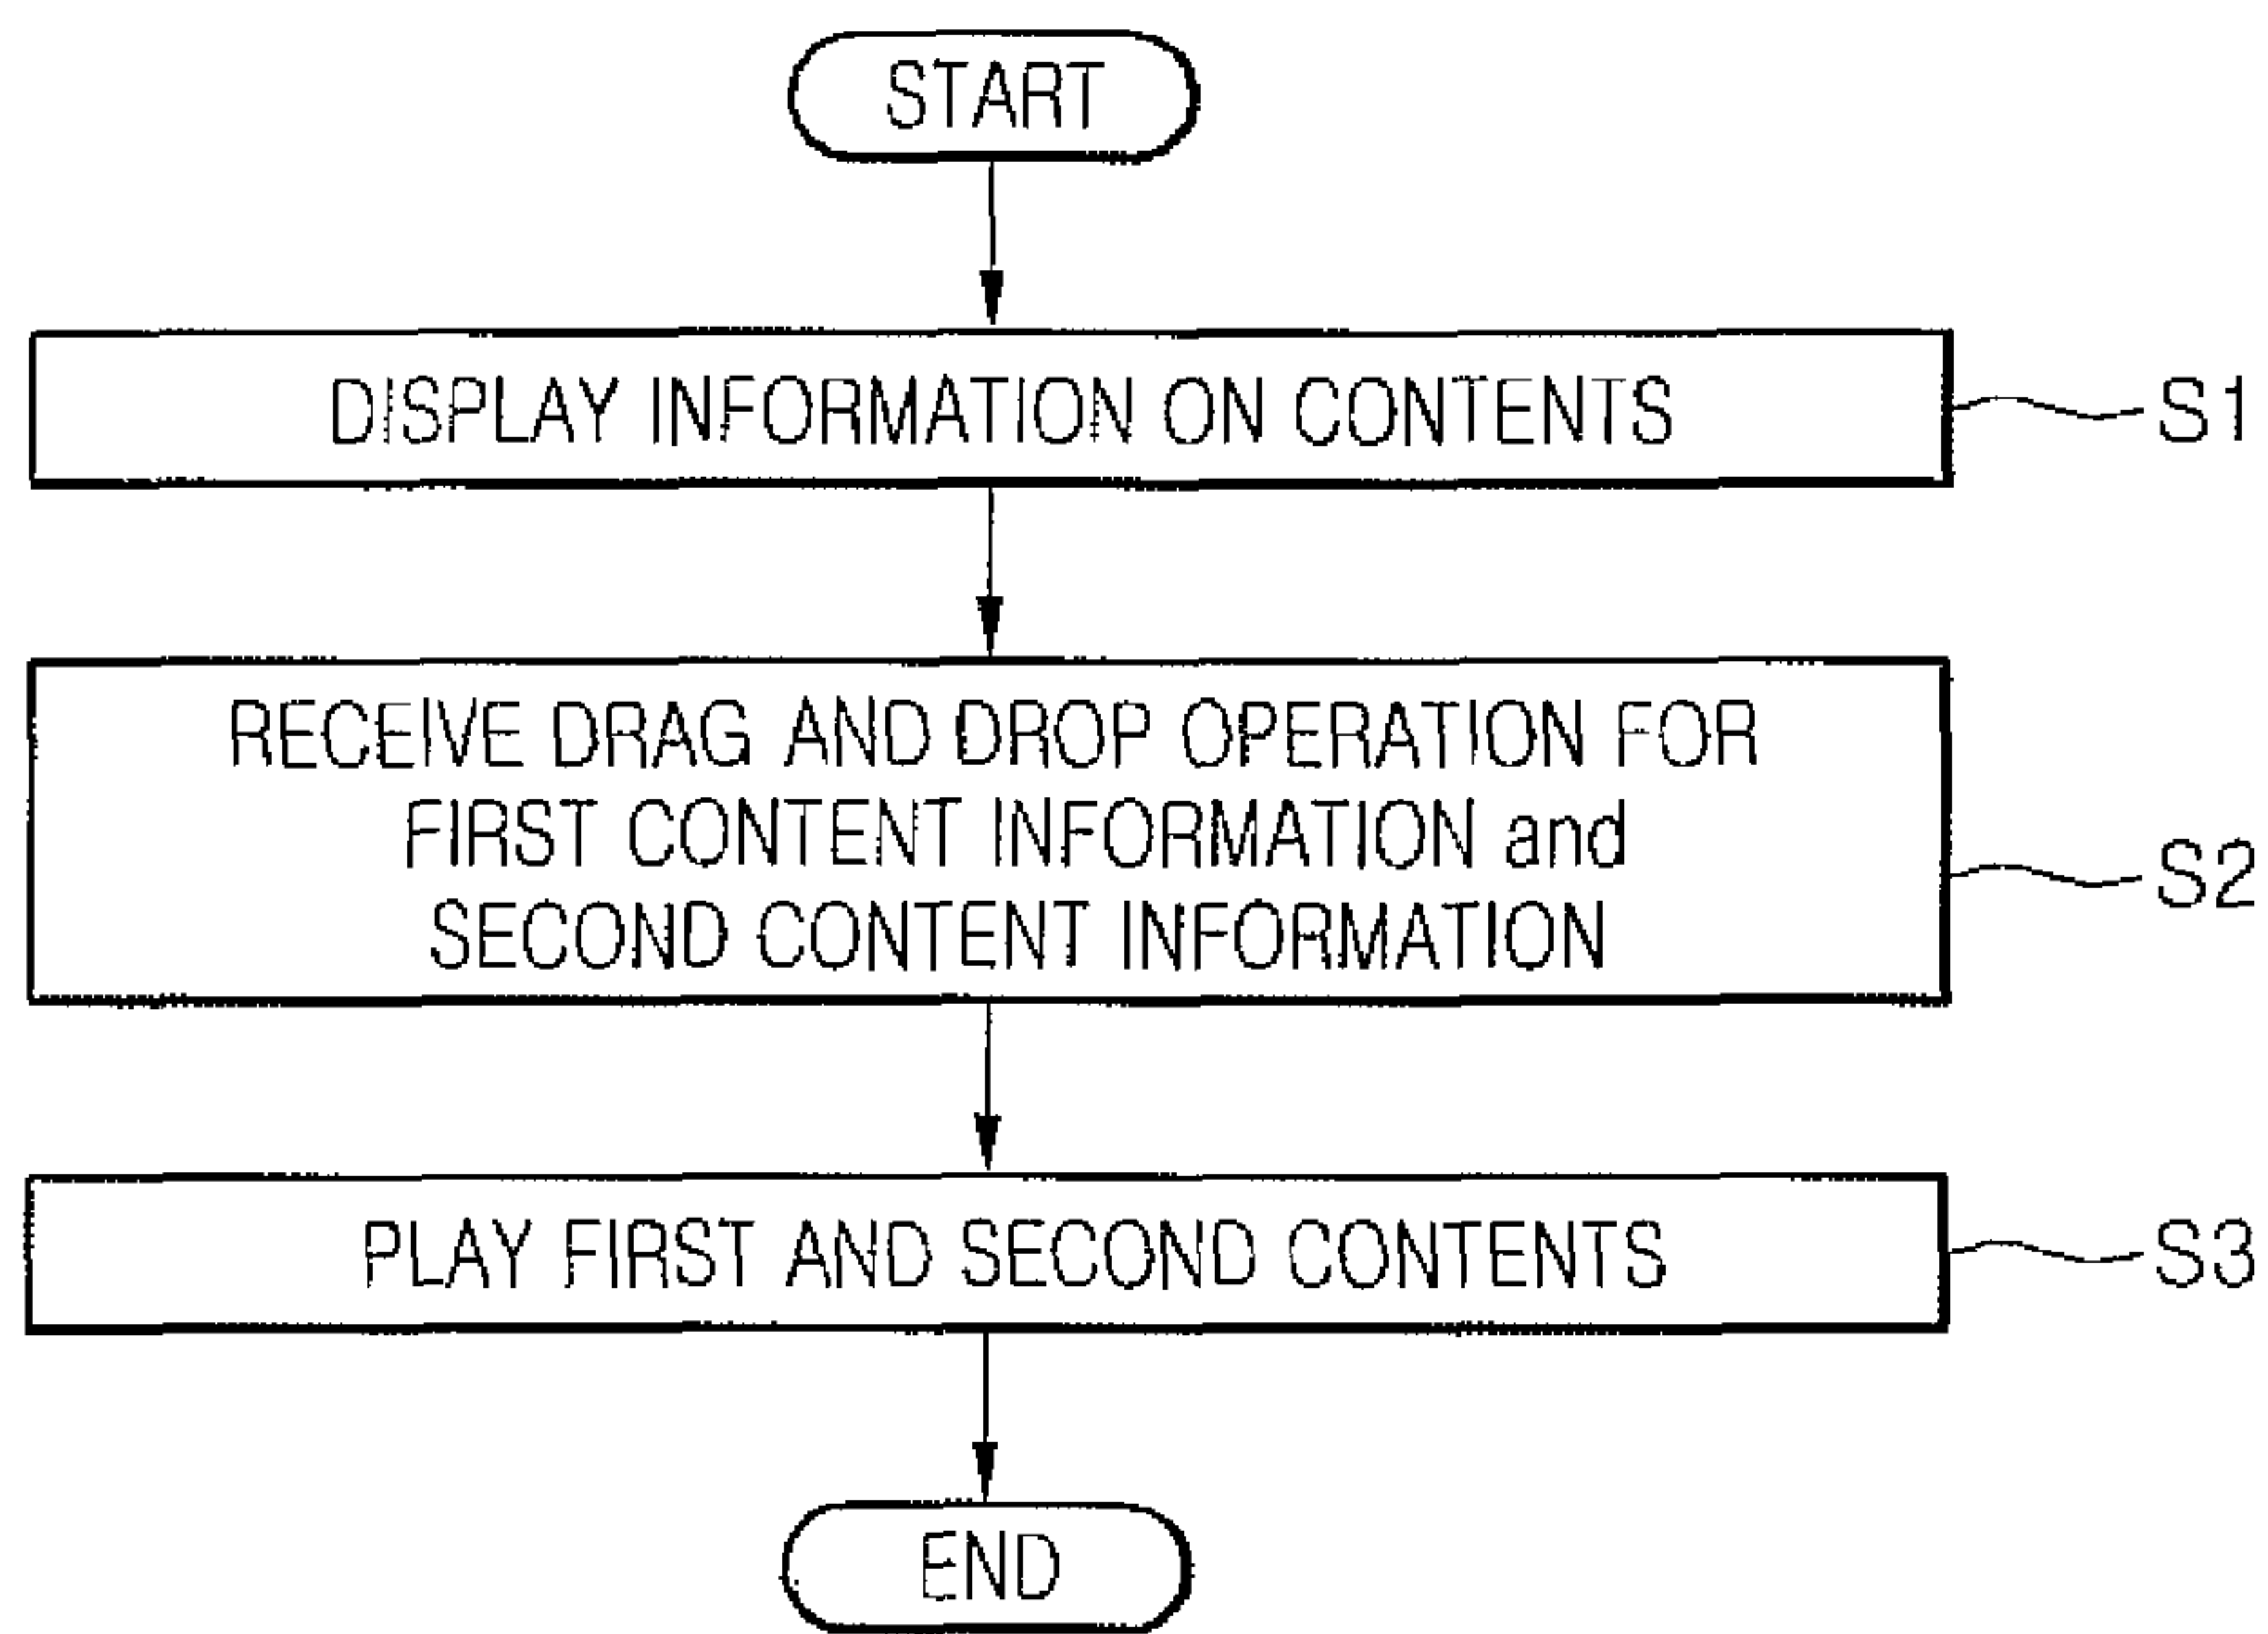 START
DISPLAY INFORMATION ON CONTENTS
S1
RECEIVE DRAG AND DROP OPERATION FOR
FIRST CONTENT INFORMATION and
SECOND CONTENT INFORMATION
S2
PLAY FIRST AND SECOND CONTENTS
S3
END